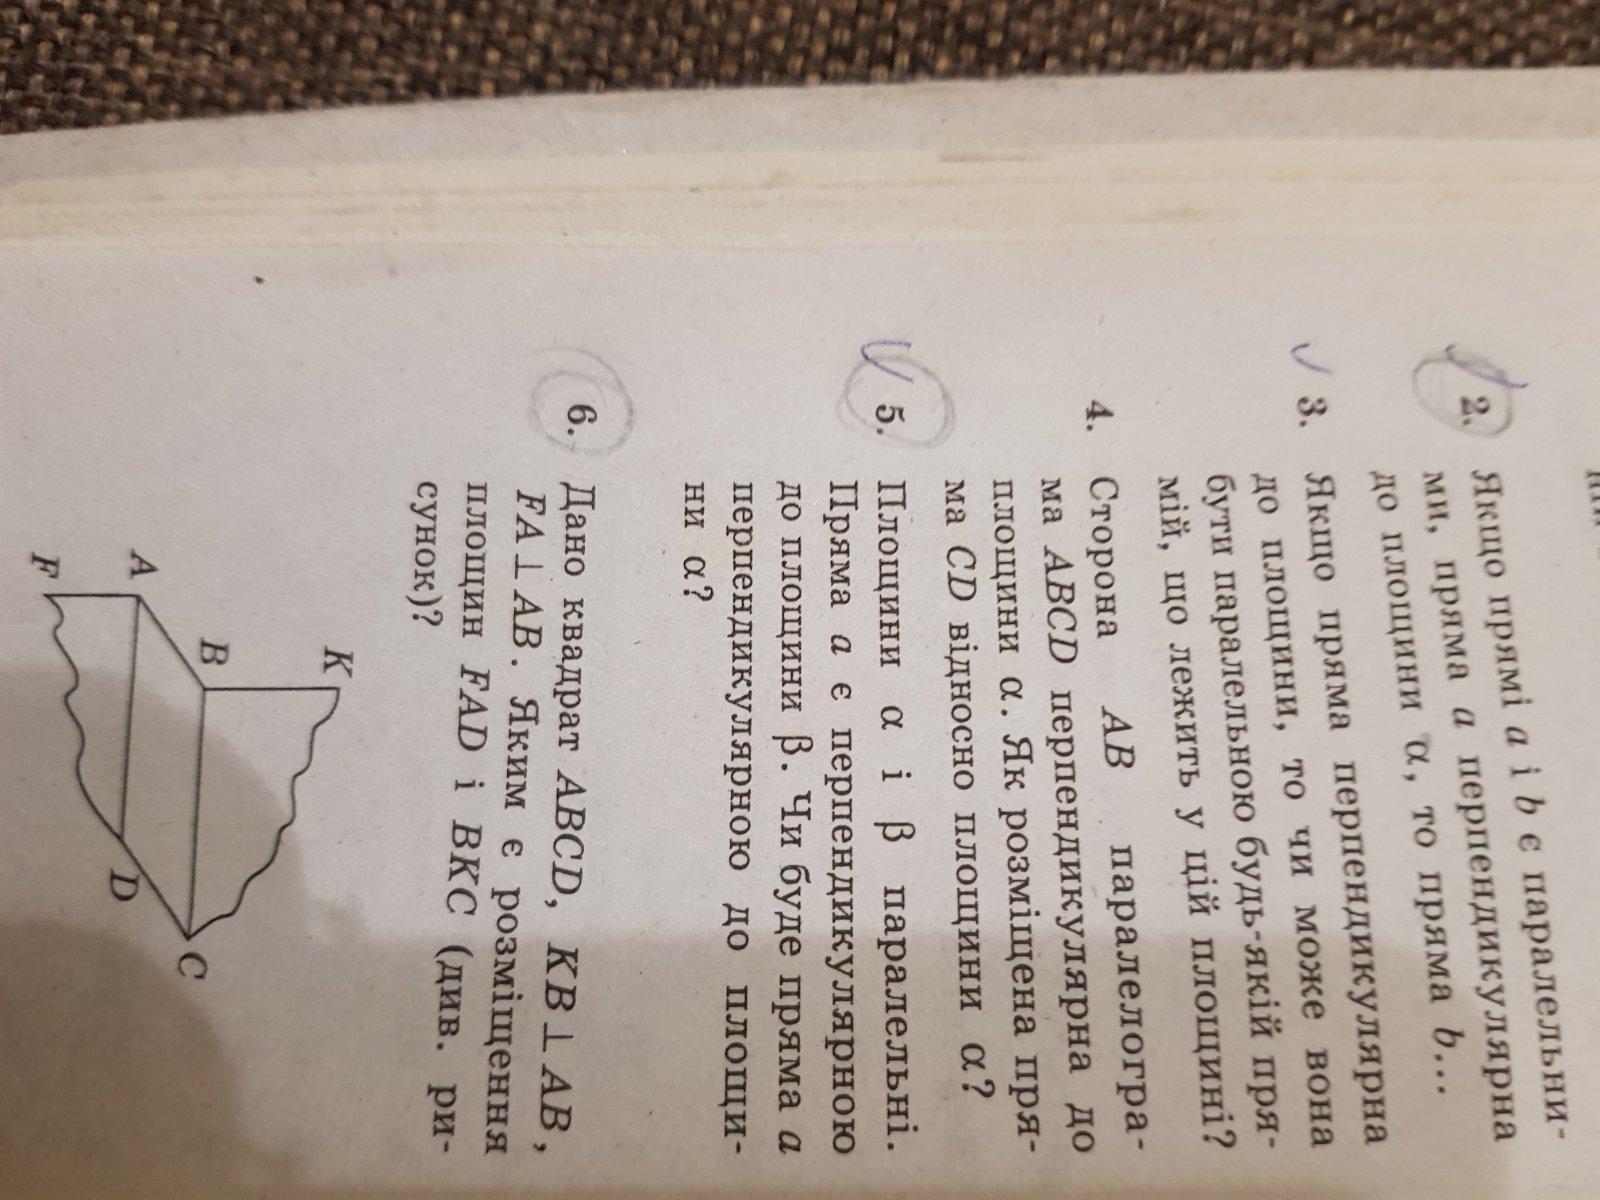 2. Якщо прямі a і b є паралельни-
ми, пряма a перпендикулярна
до площини α, то пряма b...
3. Якщо пряма перпендикулярна
до площини, то чи може вона
бути паралельною будь-якій пря-
мій, що лежить у цій площині?
4. Сторона AB паралелогра-
ма ABCD перпендикулярна до
площини α. Як розміщена пря-
ма CD відносно площини α?
5. Площини α і β паралельні.
Пряма a є перпендикулярною
до площини β. Чи буде пряма a
перпендикулярною до площи-
ни α?
6. Дано квадрат ABCD, KB ⊥ AB,
FA ⊥ AB. Яким є розміщення
площин FAD і BKC (див. ри-
сунок)?
K
B
C
A
D
F